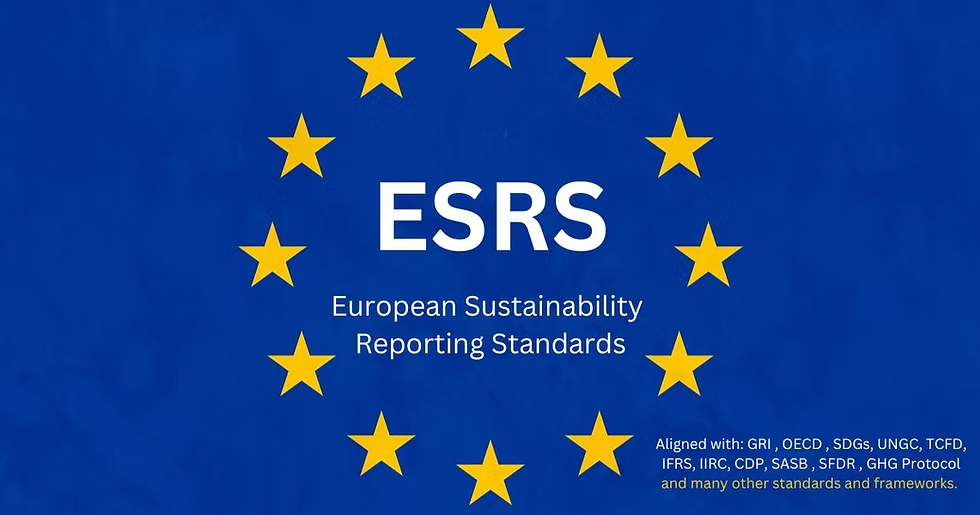 ESRS
European Sustainability
Reporting Standards
Aligned with: GRI , OECD , SDGs, UNGC, TCFD,
IFRS, IIRC, CDP, SASB , SFDR , GHG Protocol
and many other standards and frameworks.